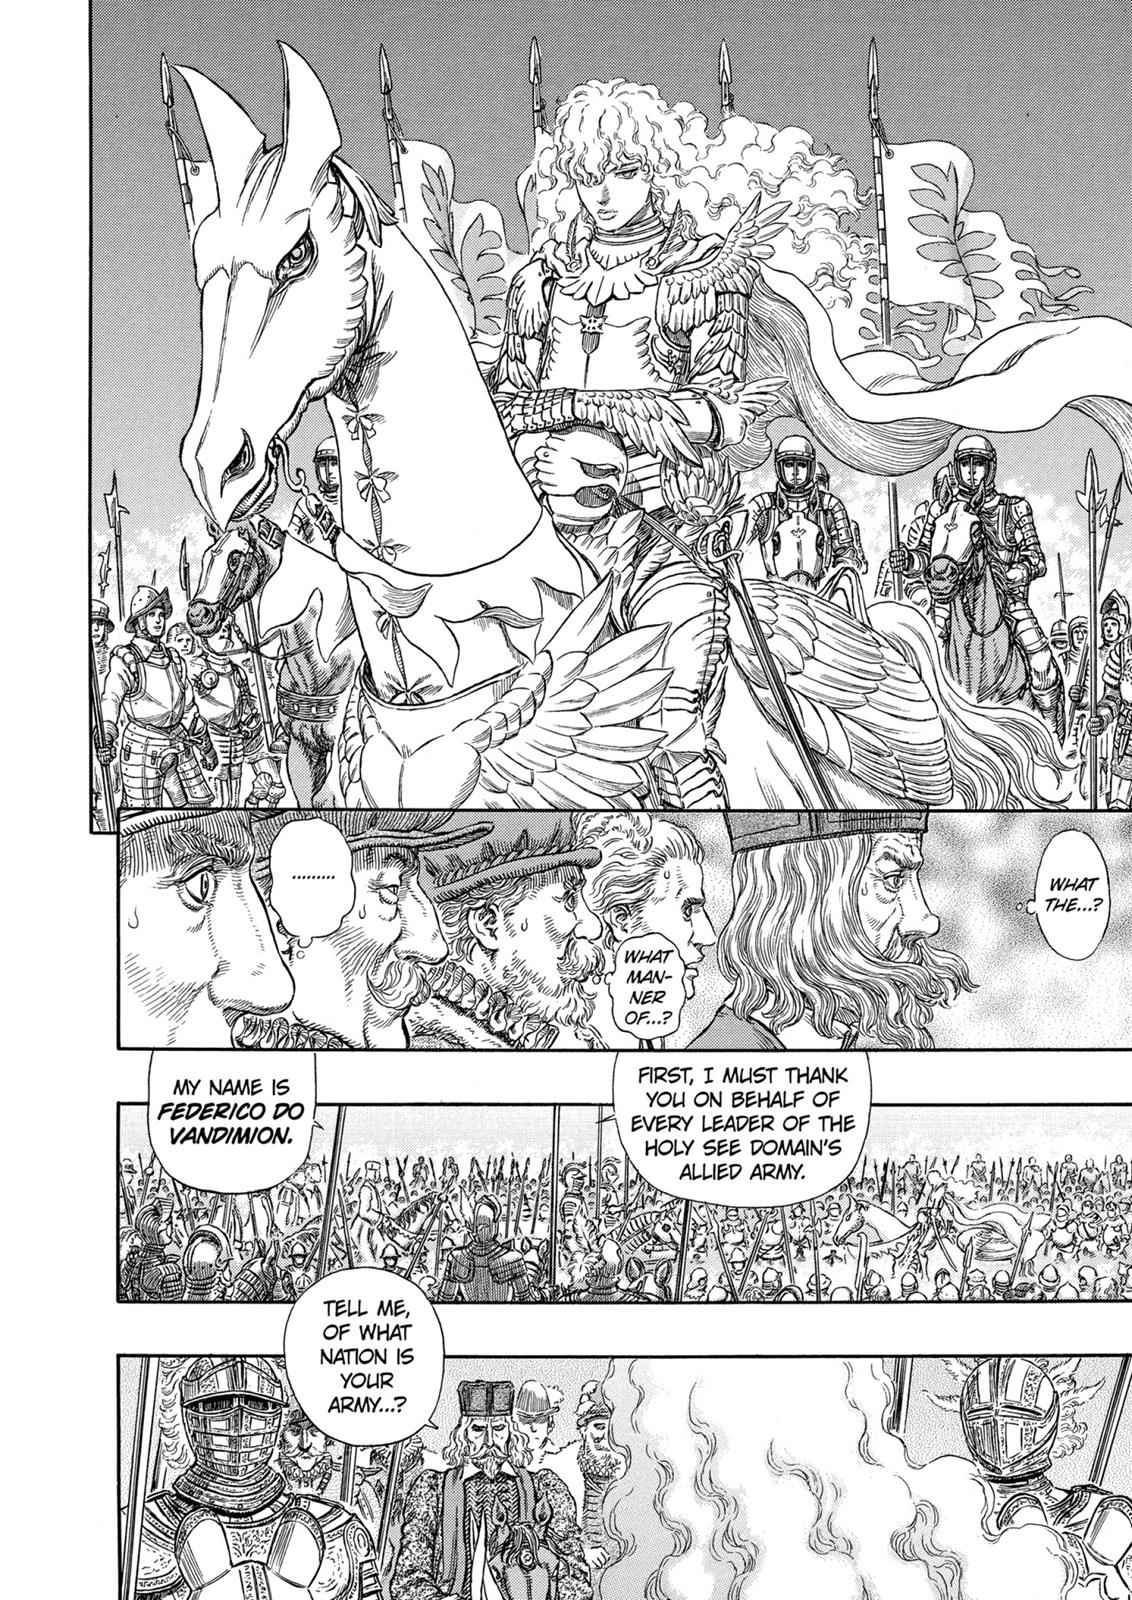 WHAT
THE...?
WHAT
MAN-
NER
OF...?
..........
FIRST, I MUST THANK
YOU ON BEHALF OF
EVERY LEADER OF THE
HOLY SEE DOMAIN'S
ALLIED ARMY.
MY NAME IS
FEDERICO DO
VANDIMION.
TELL ME,
OF WHAT
NATION IS
YOUR
ARMY...?